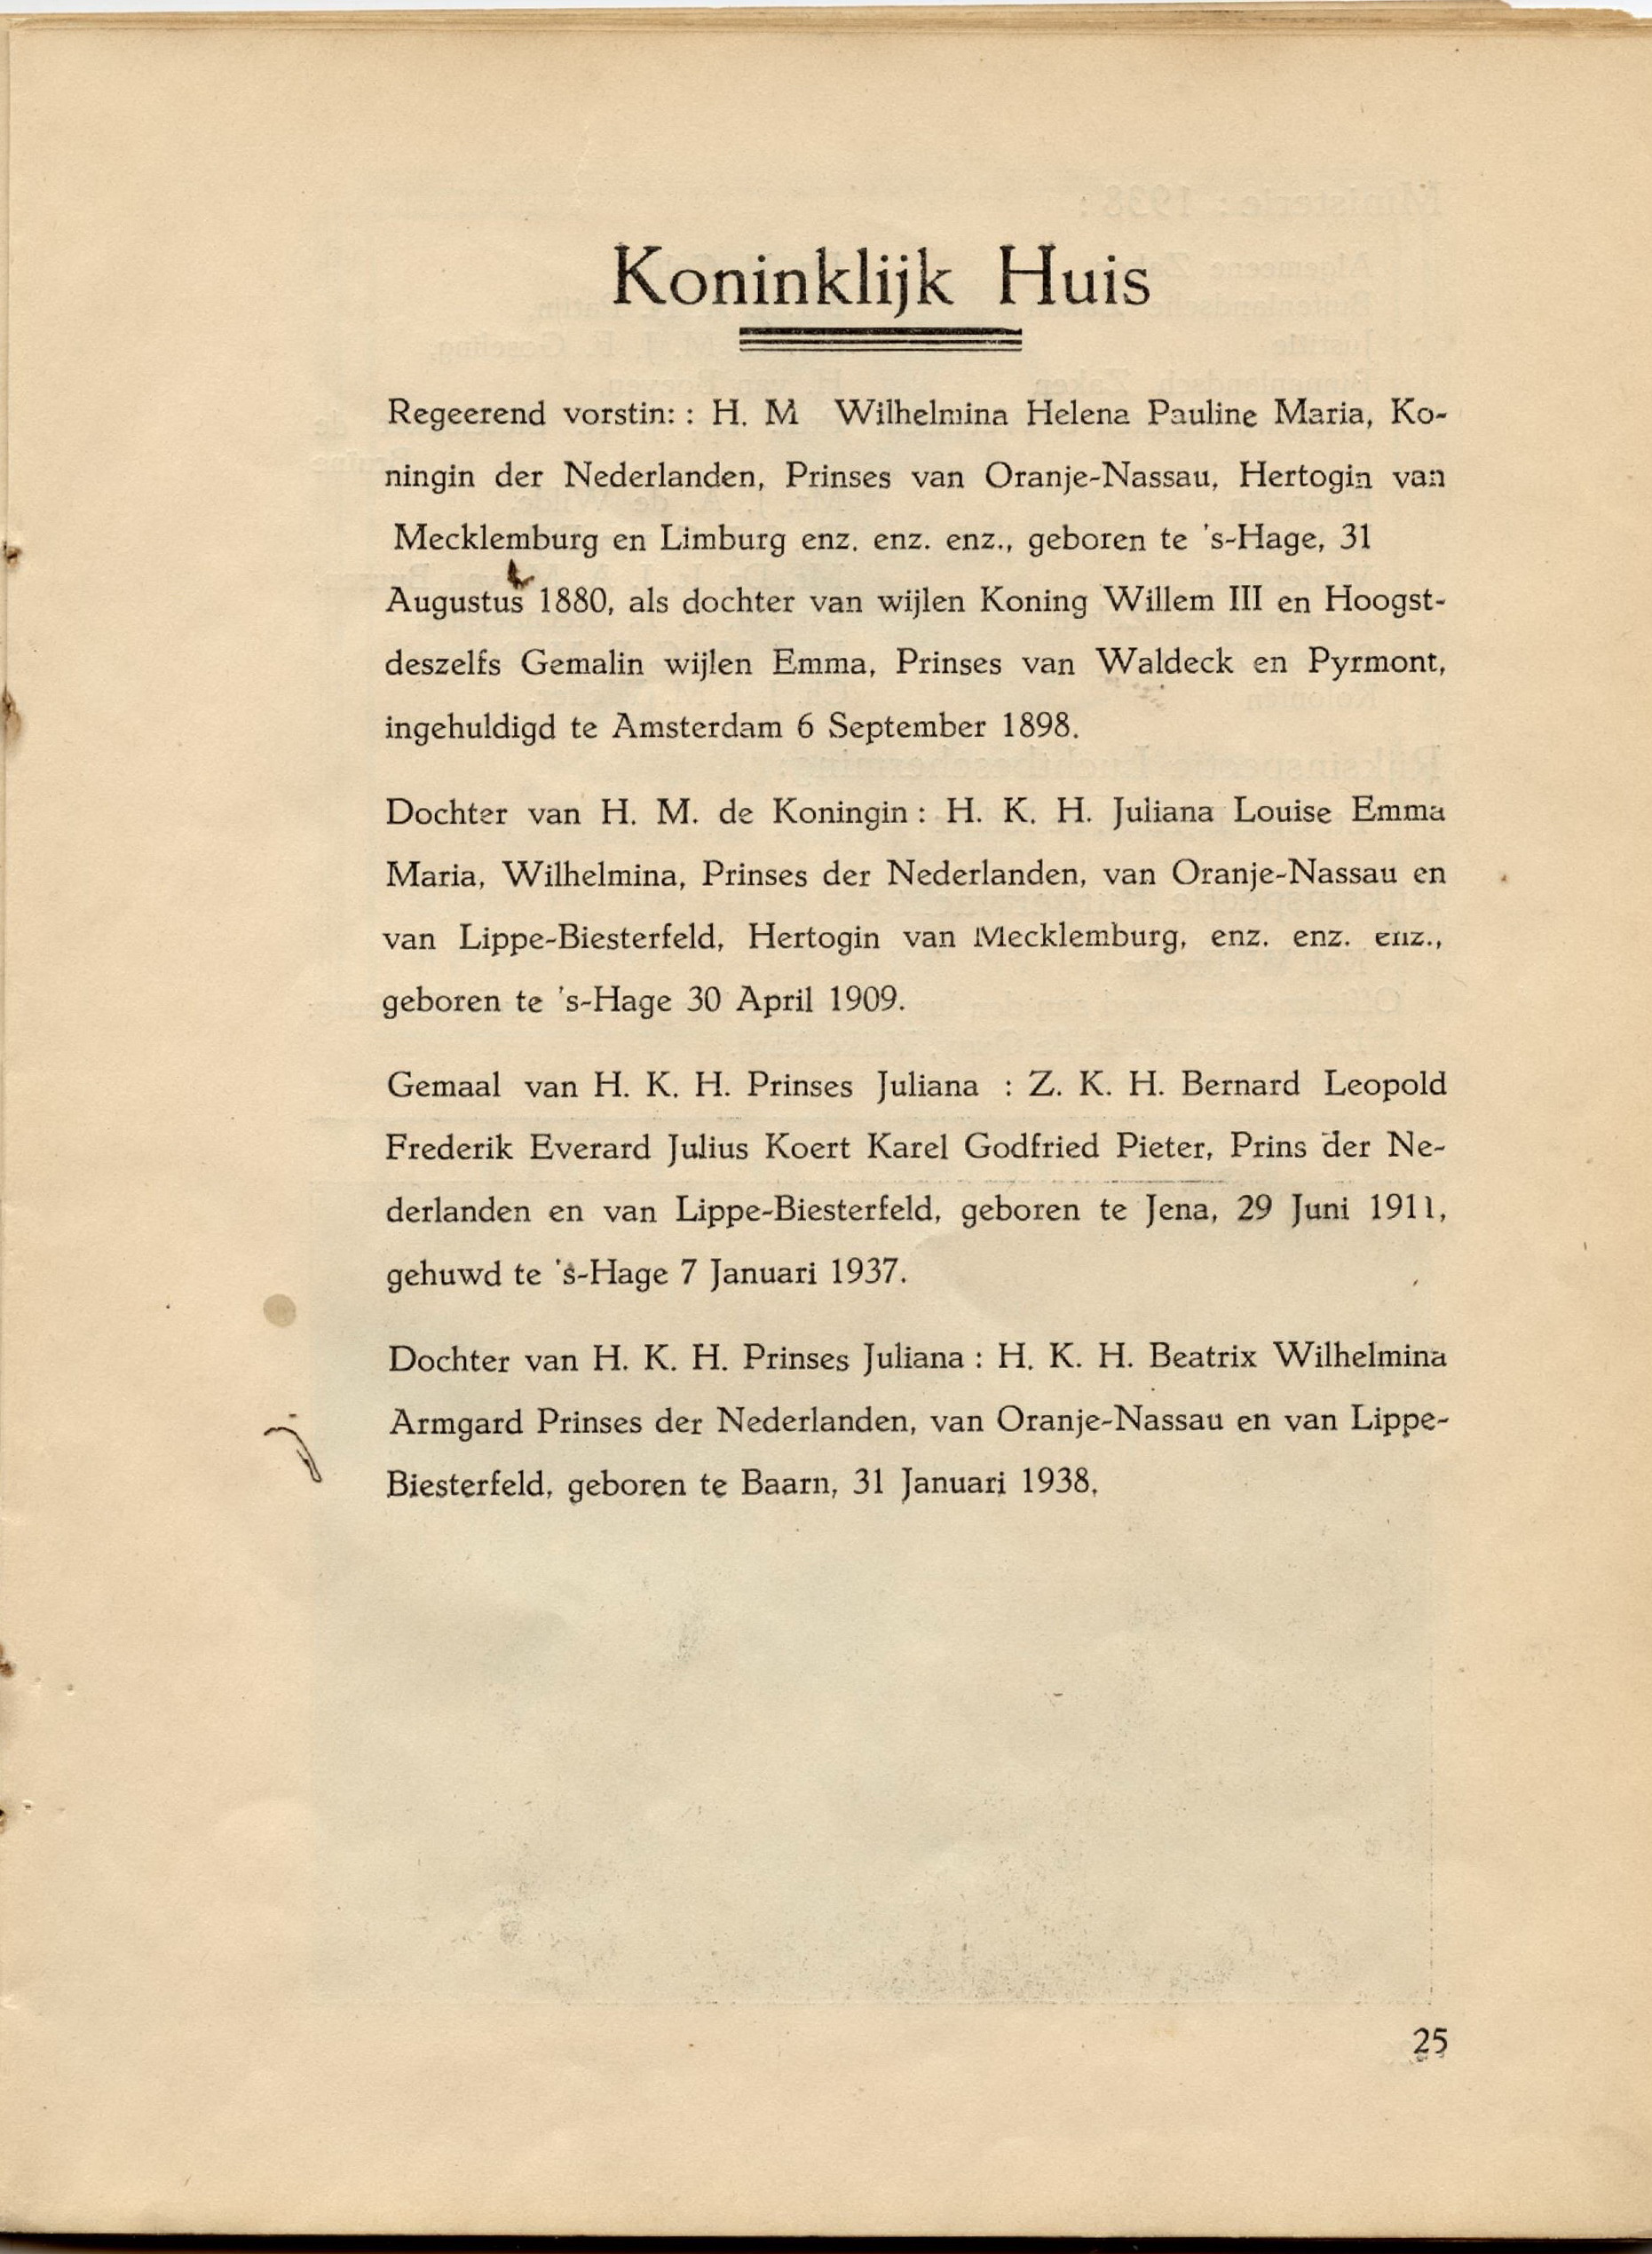 Koninklijk Huis
Regeerend vorstin: : H. M Wilhelmina Helena Pauline Maria, Ko-
ningin der Nederlanden, Prinses van Oranje-Nassau, Hertogin van
Mecklemburg en Limburg enz. enz. enz., geboren te 's-Hage, 31
Augustus 1880, als dochter van wijlen Koning Willem III en Hoogst-
deszelfs Gemalin wijlen Emma, Prinses van Waldeck en Pyrmont,
ingehuldigd te Amsterdam 6 September 1898.
Dochter van H. M. de Koningin : H. K. H. Juliana Louise Emma
Maria, Wilhelmina, Prinses der Nederlanden, van Oranje-Nassau en
van Lippe-Biesterfeld, Hertogin van Mecklemburg, enz. enz. enz.,
geboren te 's-Hage 30 April 1909.
Gemaal van H. K. H. Prinses Juliana : Z. K. H. Bernard Leopold
Frederik Everard Julius Koert Karel Godfried Pieter, Prins der Ne-
derlanden en van Lippe-Biesterfeld, geboren te Jena, 29 Juni 1911,
gehuwd te 's-Hage 7 Januari 1937.
Dochter van H. K. H. Prinses Juliana : H. K. H. Beatrix Wilhelmina
Armgard Prinses der Nederlanden, van Oranje-Nassau en van Lippe-
Biesterfeld, geboren te Baarn, 31 Januari 1938.
25